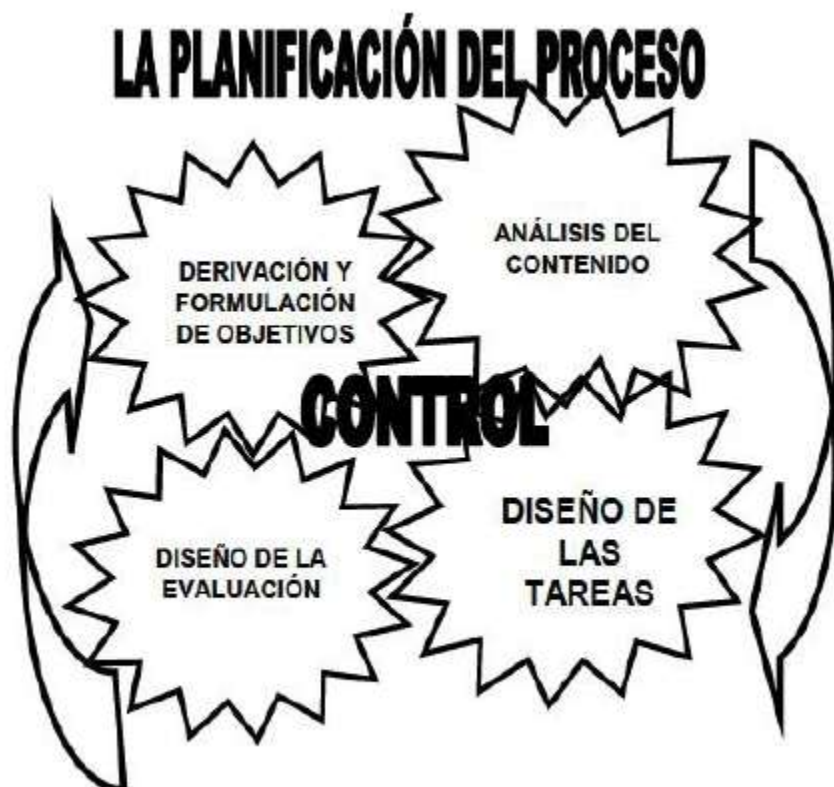 LA PLANIFICACIÓN DEL PROCESO
DERIVACIÓN Y
FORMULACIÓN
DE OBJETIVOS
ANÁLISIS DEL
CONTENIDO
CONTROL
DISEÑO DE LA
EVALUACIÓN
DISEÑO DE
LAS
TAREAS